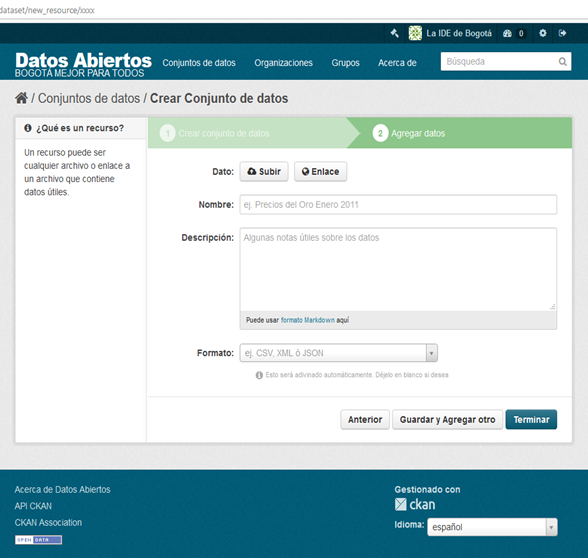 dataset/new_resource/xxxx
La IDE de Bogotá 0
Datos Abiertos
BOGOTÁ MEJOR PARA TODOS
Conjuntos de datos Organizaciones Grupos Acerca de Búsqueda
/ Conjuntos de datos / Crear Conjunto de datos
¿Qué es un recurso?
Un recurso puede ser
cualquier archivo o enlace a
un archivo que contiene
datos útiles.
1 Crear conjunto de datos 2 Agregar datos
Dato: Subir Enlace
Nombre: ej. Precios del Oro Enero 2011
Descripción: Algunas notas útiles sobre los datos
Puede usar formato Markdown aquí
Formato: ej. CSV, XML ó JSON
Esto será adivinado automáticamente. Déjelo en blanco si desea
Anterior Guardar y Agregar otro Terminar
Acerca de Datos Abiertos
API CKAN
CKAN Association
OPEN DATA
Gestionado con
ckan
Idioma: español